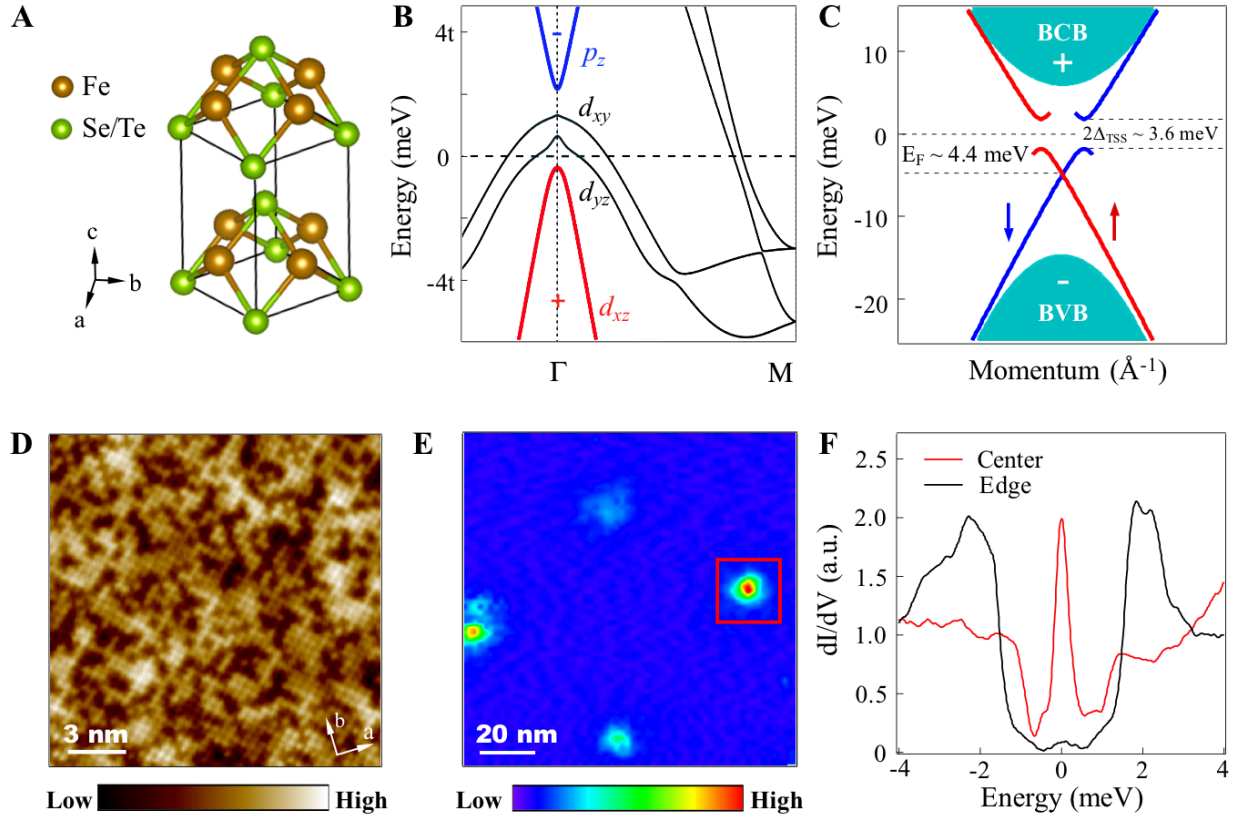 A
Fe
Se/Te
c
b
a
B
4t
0
-4t
Energy (meV)
-
p_z
d_xy
d_yz
+
d_xz
Γ
M
C
10
0
-10
-20
Energy (meV)
BCB
+
2Δ_TSS ~ 3.6 meV
E_F ~ 4.4 meV
-
BVB
Momentum (Å⁻¹)
D
3 nm
b
a
Low
High
E
20 nm
Low
High
F
2.5
2.0
1.5
1.0
0.5
0
dI/dV (a.u.)
Center
Edge
-4
-2
0
2
4
Energy (meV)